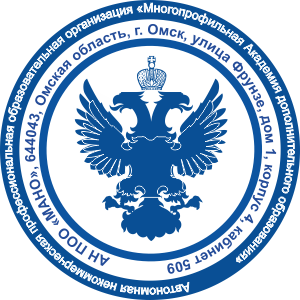 Автономная некоммерческая профессиональная образовательная организация «Многопрофильная Академия дополнительного образования»
АН ПОО «МАНО», 644043, Омская область, г. Омск, улица Фрунзе, дом 1, корпус 4, кабинет 509